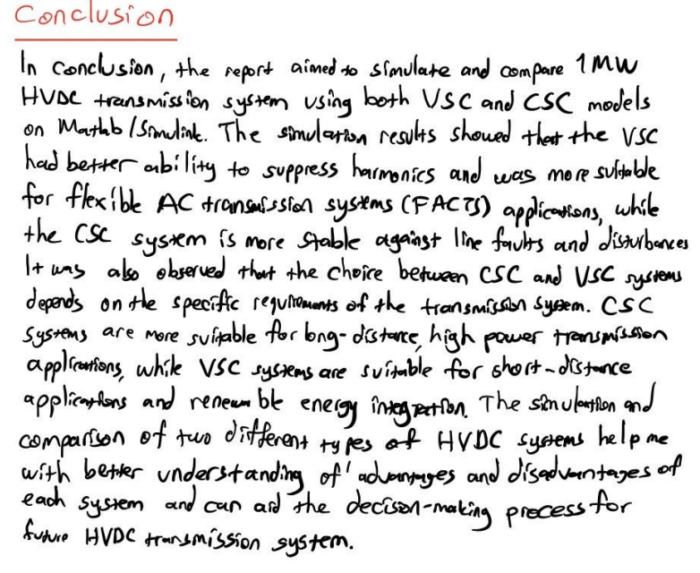 Conclusion
In conclusion, the report aimed to simulate and compare 1MW
HVDC transmission system using both VSC and CSC models
on Matlab/Simulink. The simulation results showed that the VSC
had better ability to suppress harmonics and was more suitable
for flexible AC transmission systems (FACTS) applications, while
the CSC system is more stable against line faults and disturbances
It was also observed that the choice between CSC and VSC systems
depends on the specific requirements of the transmission system. CSC
systems are more suitable for long-distance, high power transmission
applications, while VSC systems are suitable for short-distance
applications and renewable energy integration. The simulation and
comparison of two different types of HVDC systems help me
with better understanding of advantages and disadvantages of
each system and can aid the decision-making process for
future HVDC transmission system.